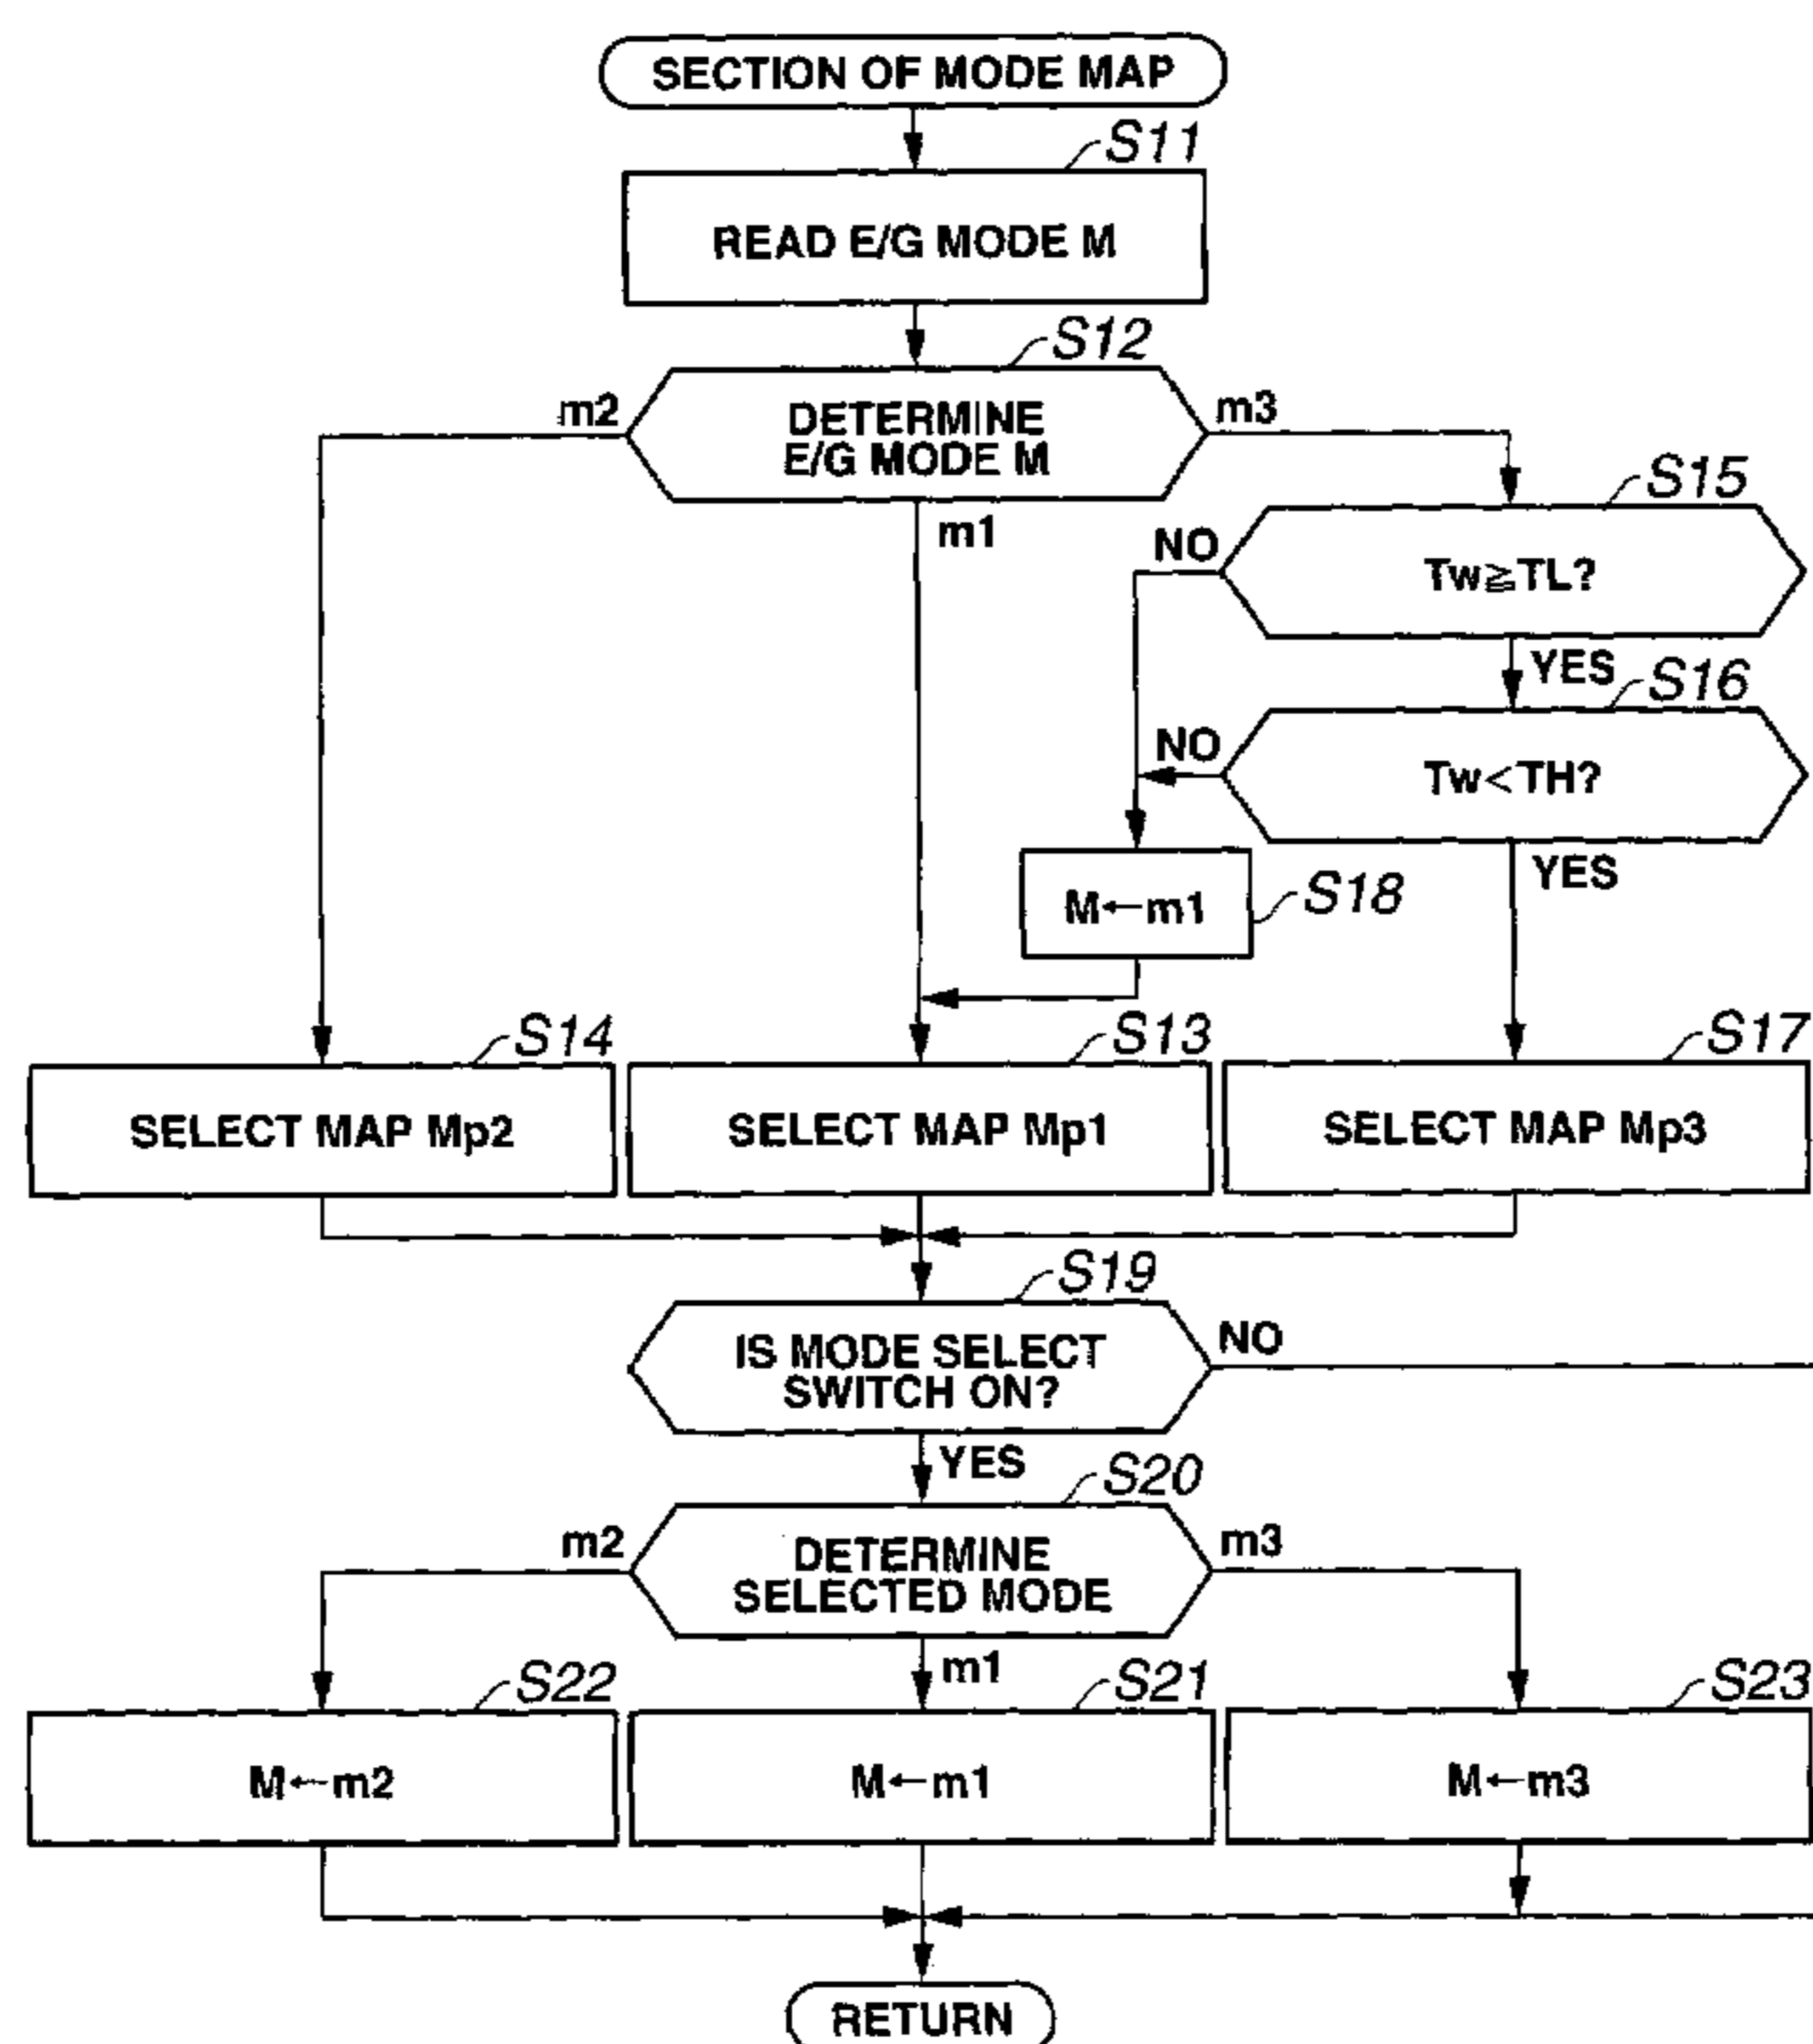 SECTION OF MODE MAP
S11
READ E/G MODE M
S12
m2
DETERMINE
E/G MODE M
m3
m1
S15
NO
Tw≧TL?
YES
S16
NO
Tw<TH?
YES
M←m1
S18
S14
S13
S17
SELECT MAP Mp2
SELECT MAP Mp1
SELECT MAP Mp3
S19
IS MODE SELECT
SWITCH ON?
NO
YES
S20
m2
DETERMINE
SELECTED MODE
m3
m1
S22
S21
S23
M←m2
M←m1
M←m3
RETURN